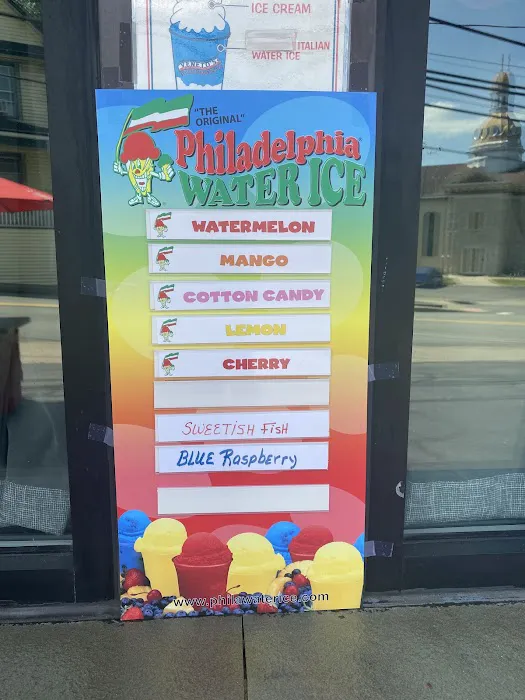 ICE CREAM
ITALIAN
WATER ICE
"THE
ORIGINAL"
Philadelphia
WATER ICE
WATERMELON
MANGO
COTTON CANDY
LEMON
CHERRY
SWEETISH FISH
BLUE Raspberry
www.philawaterice.com